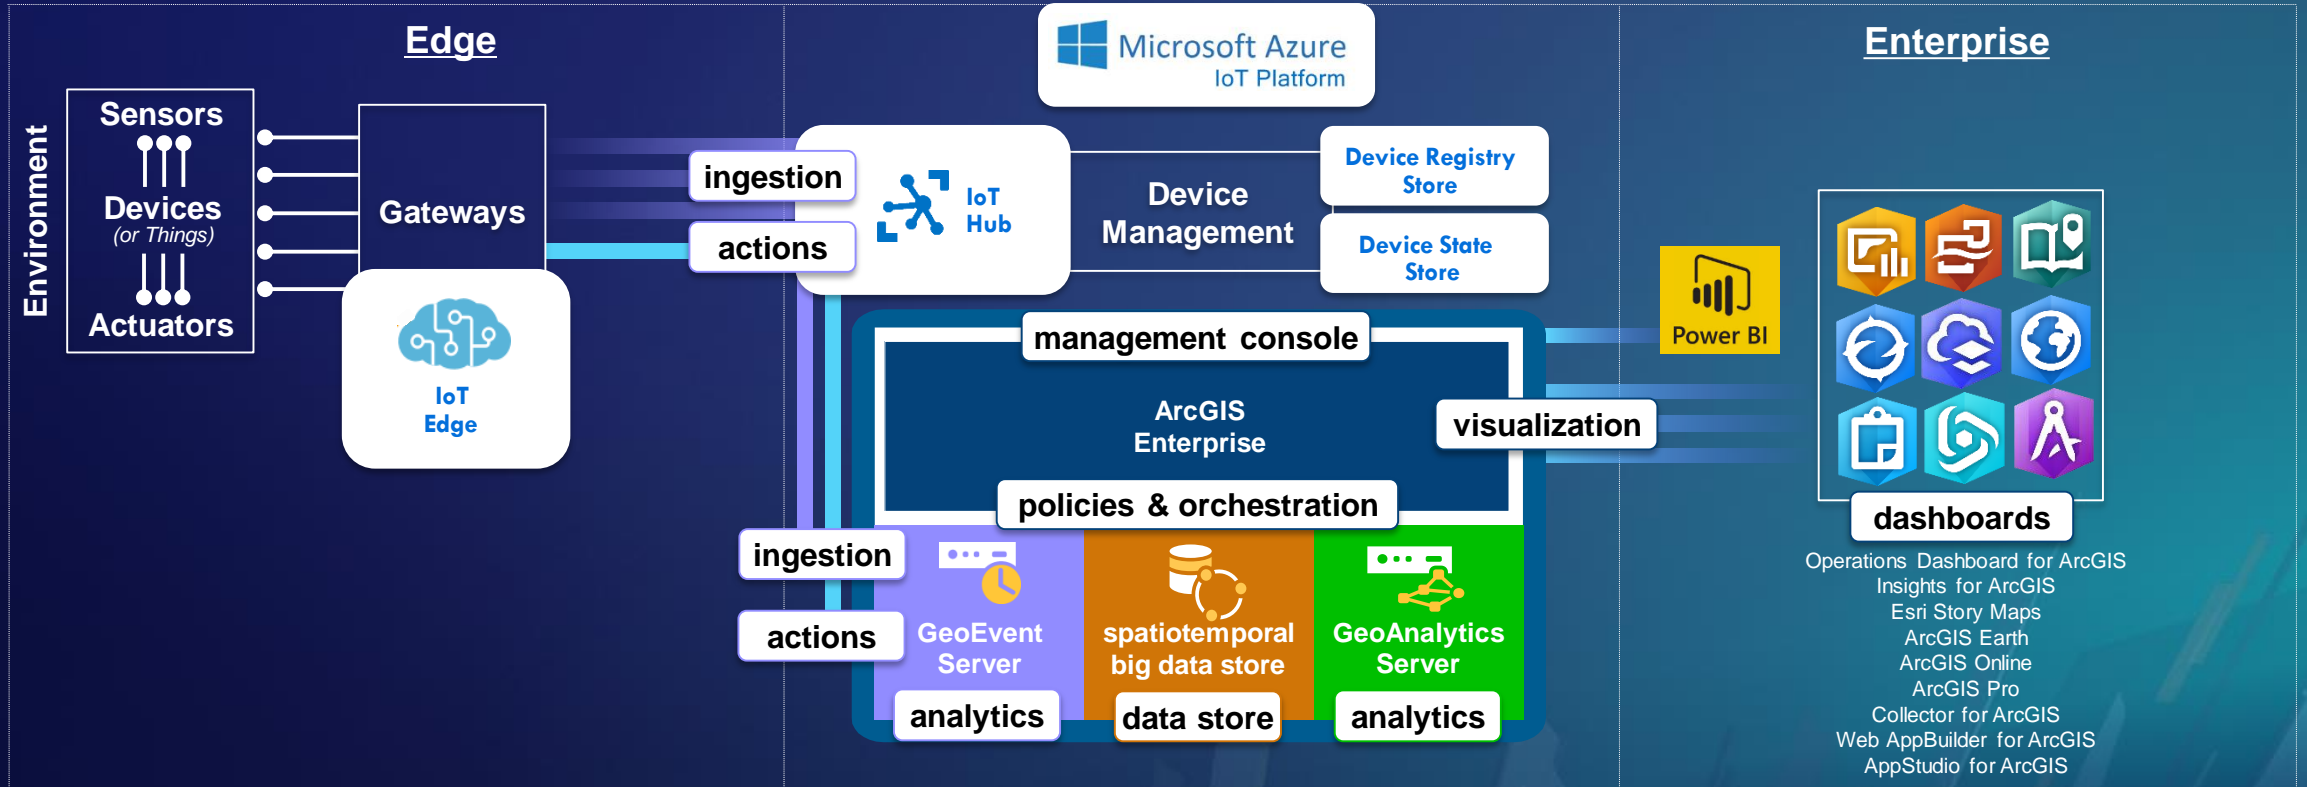 Edge
Microsoft Azure
IoT Platform
Enterprise
Environment
Sensors
Devices
(or Things)
Actuators
Gateways
IoT
Edge
ingestion
actions
IoT
Hub
Device
Management
Device Registry
Store
Device State
Store
management console
ArcGIS
Enterprise
visualization
policies & orchestration
ingestion
actions
GeoEvent
Server
analytics
spatiotemporal
big data store
data store
GeoAnalytics
Server
analytics
Power BI
dashboards
Operations Dashboard for ArcGIS
Insights for ArcGIS
Esri Story Maps
ArcGIS Earth
ArcGIS Online
ArcGIS Pro
Collector for ArcGIS
Web AppBuilder for ArcGIS
AppStudio for ArcGIS